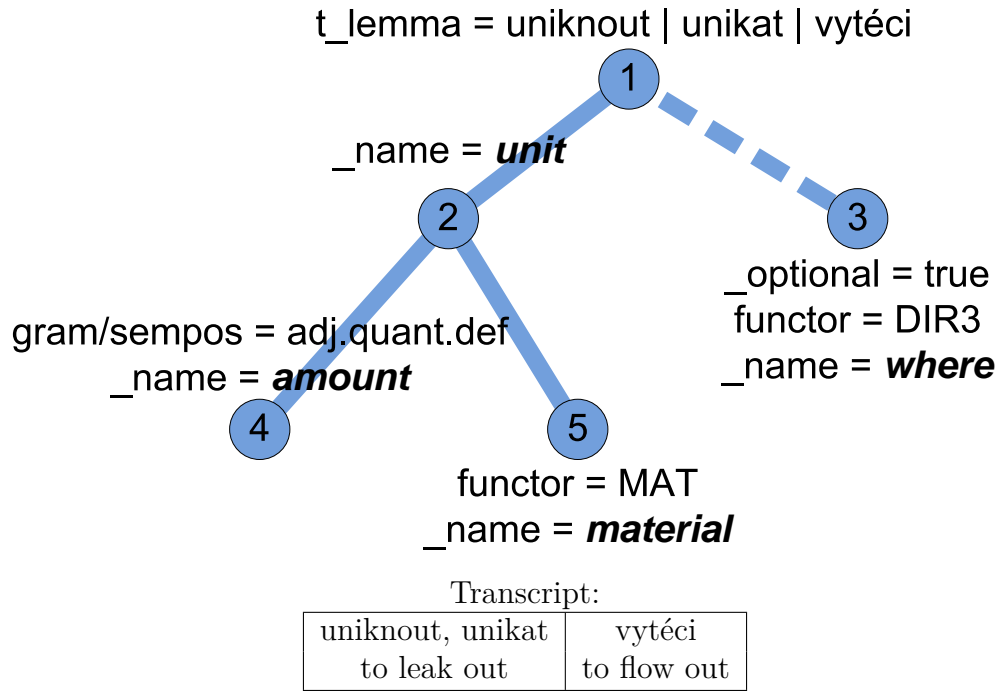 t_lemma = uniknout | unikat | vytéci
1
_name = unit
2
3
_optional = true
functor = DIR3
_name = where
gram/sempos = adj.quant.def
_name = amount
4
5
functor = MAT
_name = material
Transcript:
uniknout, unikat vytéci
to leak out to flow out